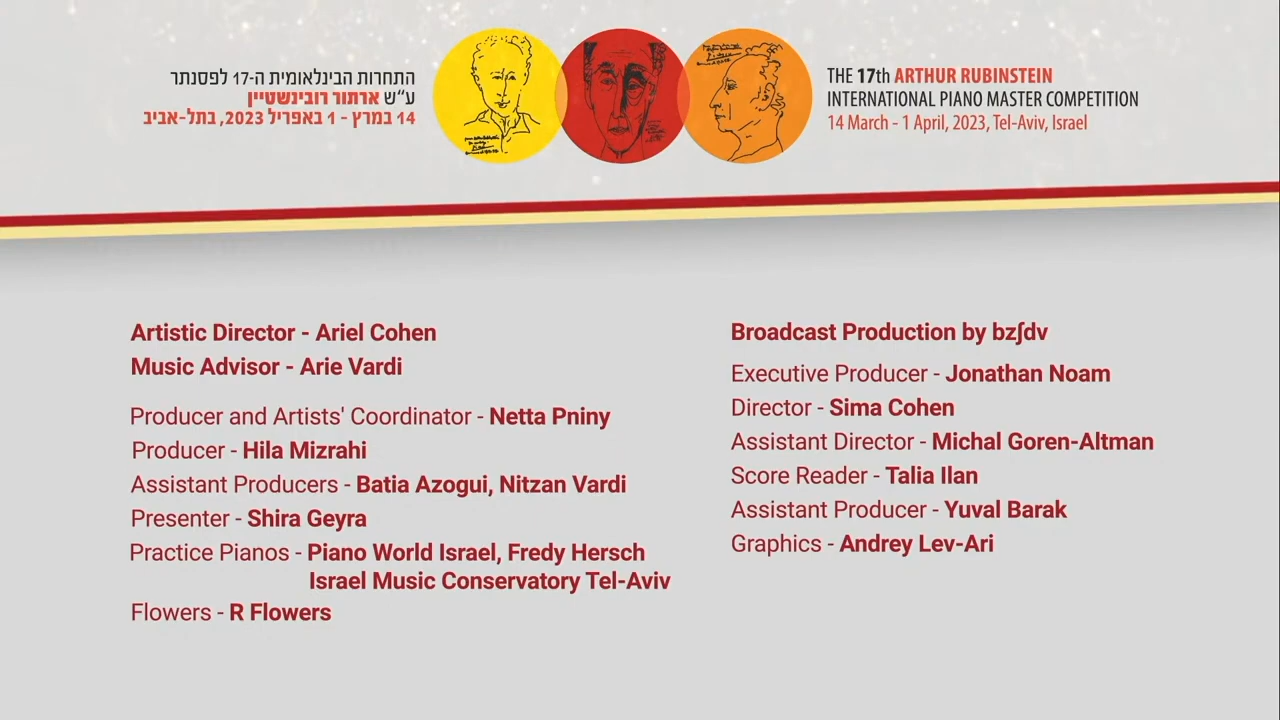 התחרות הבינלאומית ה-17 לפסנתר
ע"ש ארתור רובינשטיין
14 במרץ - 1 באפריל 2023, בתל-אביב
THE 17th ARTHUR RUBINSTEIN
INTERNATIONAL PIANO MASTER COMPETITION
14 March - 1 April, 2023, Tel-Aviv, Israel
Artistic Director - Ariel Cohen
Music Advisor - Arie Vardi
Producer and Artists' Coordinator - Netta Pniny
Producer - Hila Mizrahi
Assistant Producers - Batia Azogui, Nitzan Vardi
Presenter - Shira Geyra
Practice Pianos - Piano World Israel, Fredy Hersch
Israel Music Conservatory Tel-Aviv
Flowers - R Flowers
Broadcast Production by bz∫dv
Executive Producer - Jonathan Noam
Director - Sima Cohen
Assistant Director - Michal Goren-Altman
Score Reader - Talia Ilan
Assistant Producer - Yuval Barak
Graphics - Andrey Lev-Ari